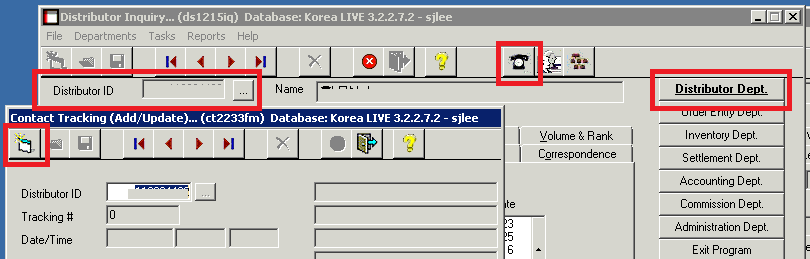 Distributor Inquiry... (ds1215iq)  Database: Korea LIVE 3.2.2.7.2 - sjlee
File Departments Tasks Reports Help
Distributor ID ... Name
Distributor Dept.
Order Entry Dept.
Contact Tracking (Add/Update)... (ct2233fm)  Database: Korea LIVE 3.2.2.7.2 - sjlee
Volume & Rank
Inventory Dept.
Correspondence
Settlement Dept.
Accounting Dept.
Distributor ID ...
Commission Dept.
Tracking # 0
ate
23
Administration Dept.
Date/Time
25
6
Exit Program